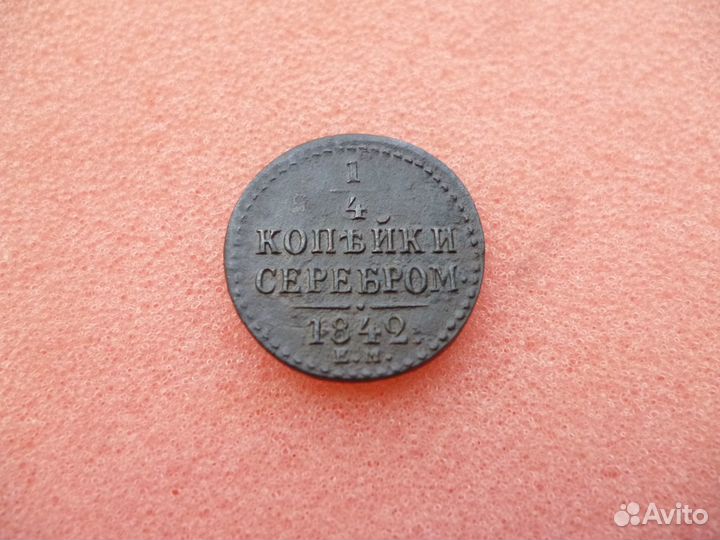 1
4
КОПѢЙКИ
СЕРЕБРОМ.
1842.
Е.М.
Avito